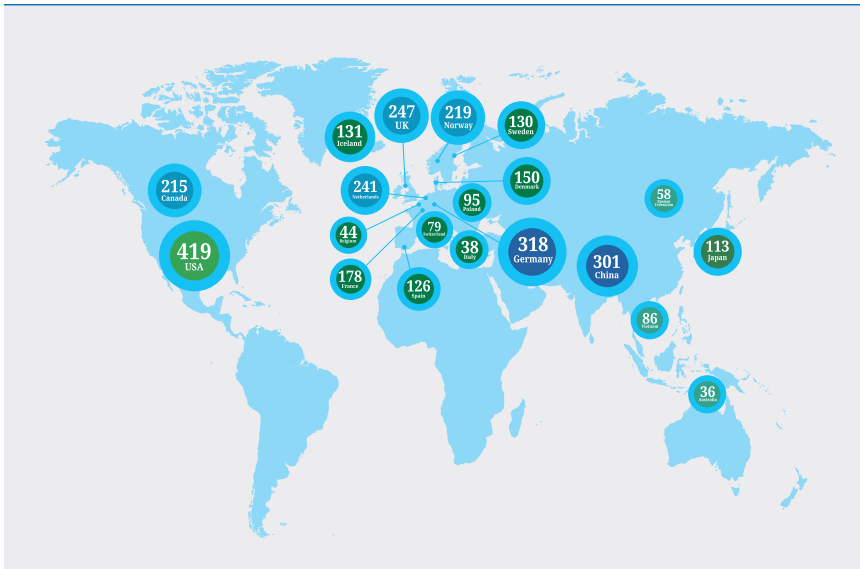 247
UK
219
Norway
130
Sweden
131
Iceland
215
Canada
241
Netherlands
150
Denmark
95
Poland
58
Russian
Federation
44
Belgium
79
Switzerland
38
Italy
318
Germany
301
China
113
Japan
419
USA
178
France
126
Spain
86
Vietnam
36
Australia